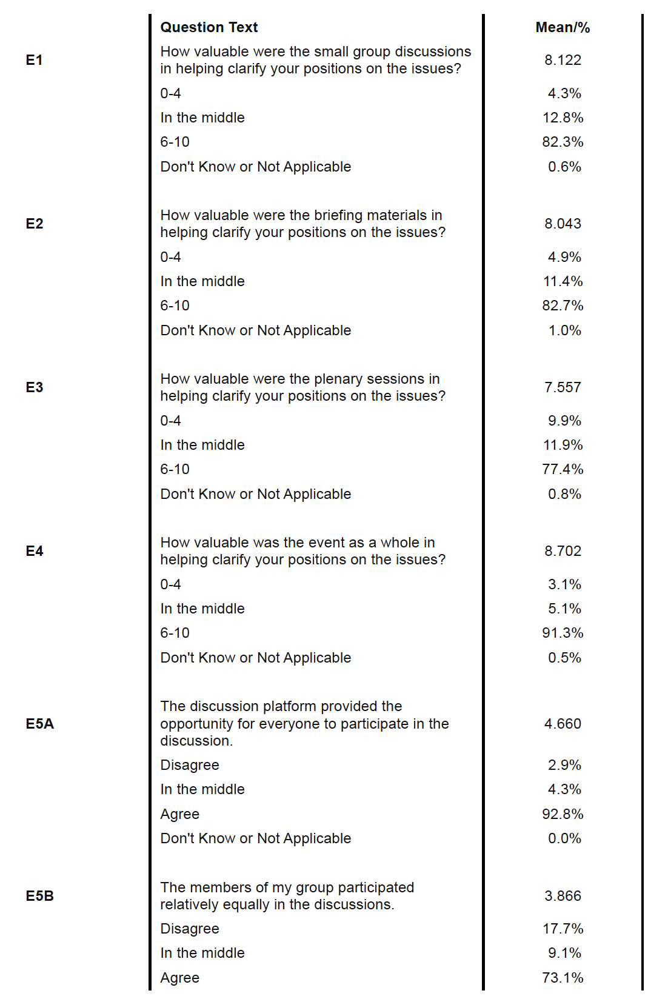 Question Text Mean/%
E1 How valuable were the small group discussions
in helping clarify your positions on the issues? 8.122
0-4 4.3%
In the middle 12.8%
6-10 82.3%
Don't Know or Not Applicable 0.6%
E2 How valuable were the briefing materials in
helping clarify your positions on the issues? 8.043
0-4 4.9%
In the middle 11.4%
6-10 82.7%
Don't Know or Not Applicable 1.0%
E3 How valuable were the plenary sessions in
helping clarify your positions on the issues? 7.557
0-4 9.9%
In the middle 11.9%
6-10 77.4%
Don't Know or Not Applicable 0.8%
E4 How valuable was the event as a whole in
helping clarify your positions on the issues? 8.702
0-4 3.1%
In the middle 5.1%
6-10 91.3%
Don't Know or Not Applicable 0.5%
The discussion platform provided the
E5A opportunity for everyone to participate in the 4.660
discussion.
Disagree 2.9%
In the middle 4.3%
Agree 92.8%
Don't Know or Not Applicable 0.0%
E5B The members of my group participated
relatively equally in the discussions. 3.866
Disagree 17.7%
In the middle 9.1%
Agree 73.1%